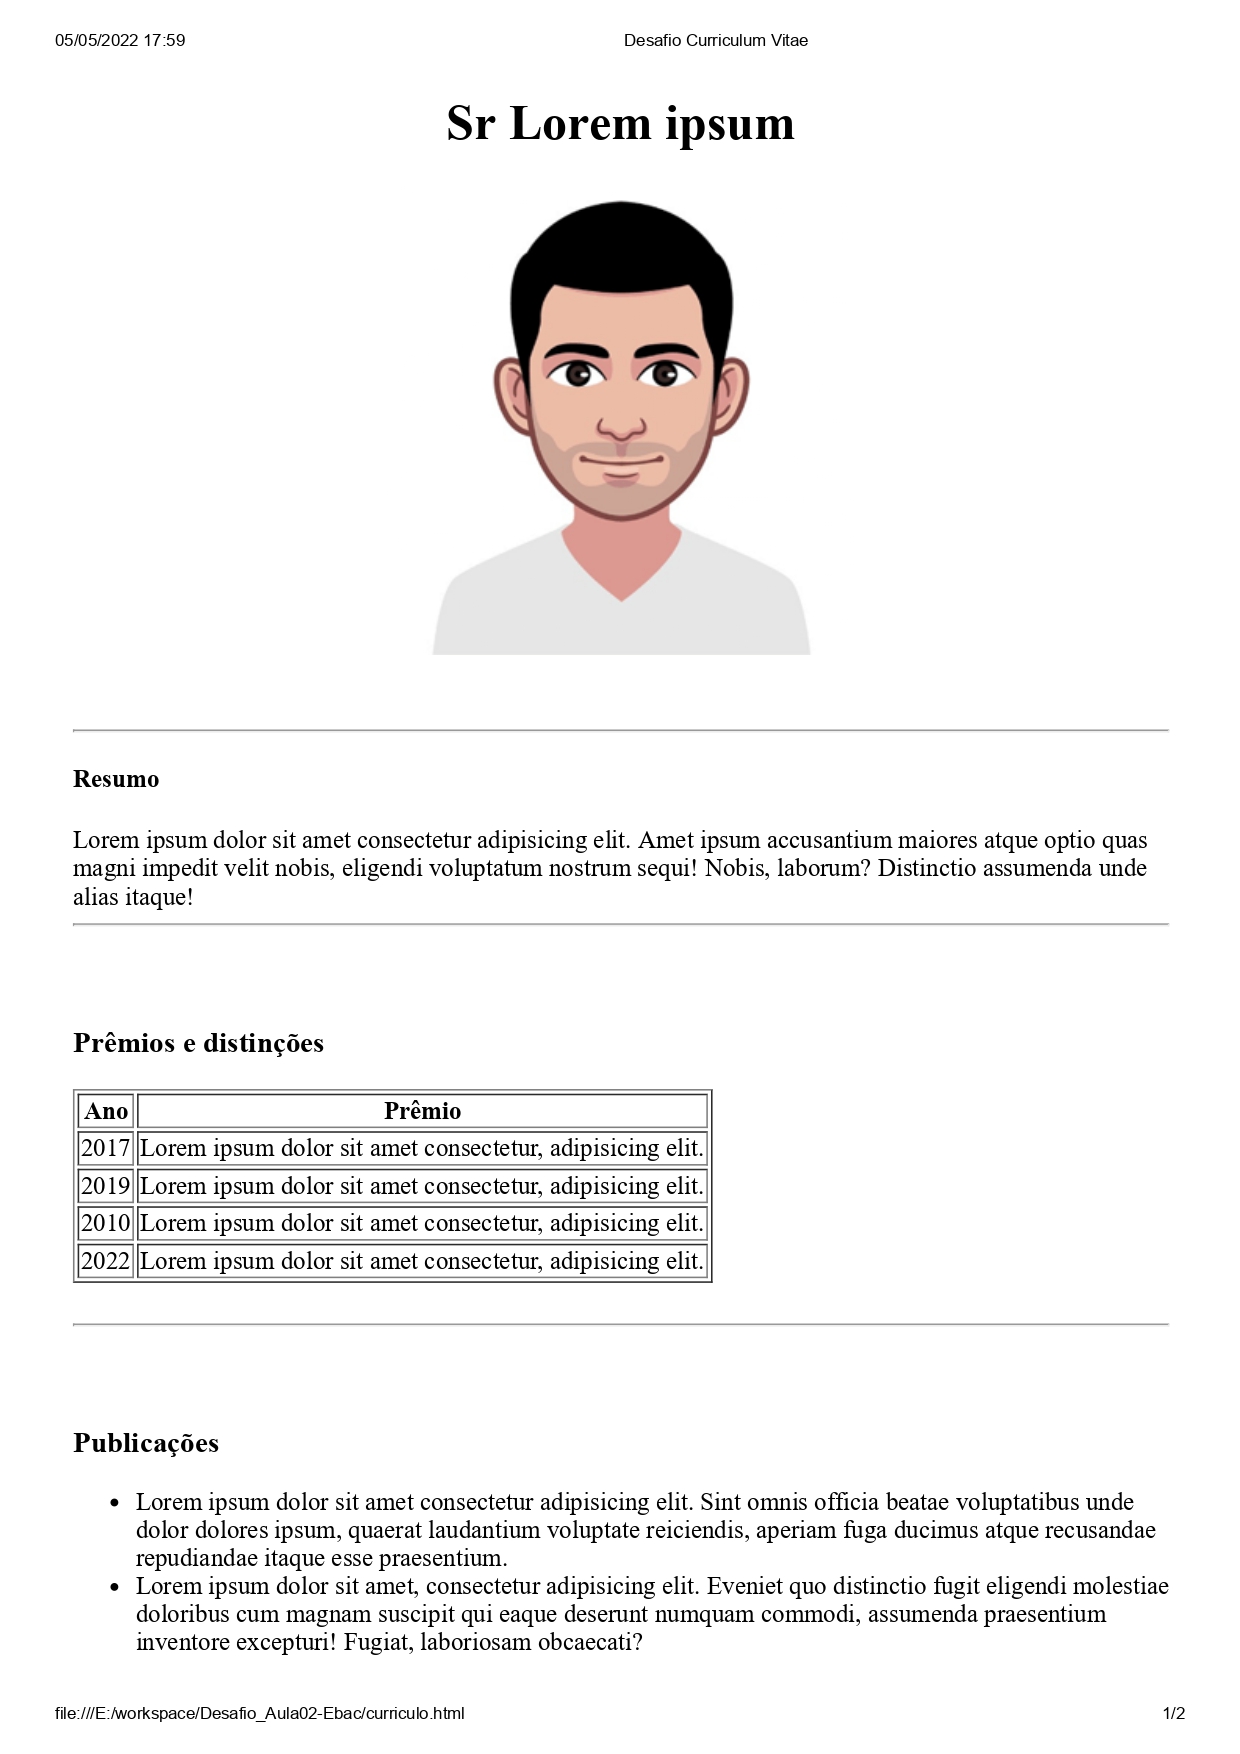 05/05/2022 17:59 Desafio Curriculum Vitae
Sr Lorem ipsum
Resumo
Lorem ipsum dolor sit amet consectetur adipisicing elit. Amet ipsum accusantium maiores atque optio quas
magni impedit velit nobis, eligendi voluptatum nostrum sequi! Nobis, laborum? Distinctio assumenda unde
alias itaque!
Prêmios e distinções
Ano Prêmio
2017 Lorem ipsum dolor sit amet consectetur, adipisicing elit.
2019 Lorem ipsum dolor sit amet consectetur, adipisicing elit.
2010 Lorem ipsum dolor sit amet consectetur, adipisicing elit.
2022 Lorem ipsum dolor sit amet consectetur, adipisicing elit.
Publicações
• Lorem ipsum dolor sit amet consectetur adipisicing elit. Sint omnis officia beatae voluptatibus unde
dolor dolores ipsum, quaerat laudantium voluptate reiciendis, aperiam fuga ducimus atque recusandae
repudiandae itaque esse praesentium.
• Lorem ipsum dolor sit amet, consectetur adipisicing elit. Eveniet quo distinctio fugit eligendi molestiae
doloribus cum magnam suscipit qui eaque deserunt numquam commodi, assumenda praesentium
inventore excepturi! Fugiat, laboriosam obcaecati?
file:///E:/workspace/Desafio_Aula02-Ebac/curriculo.html 1/2